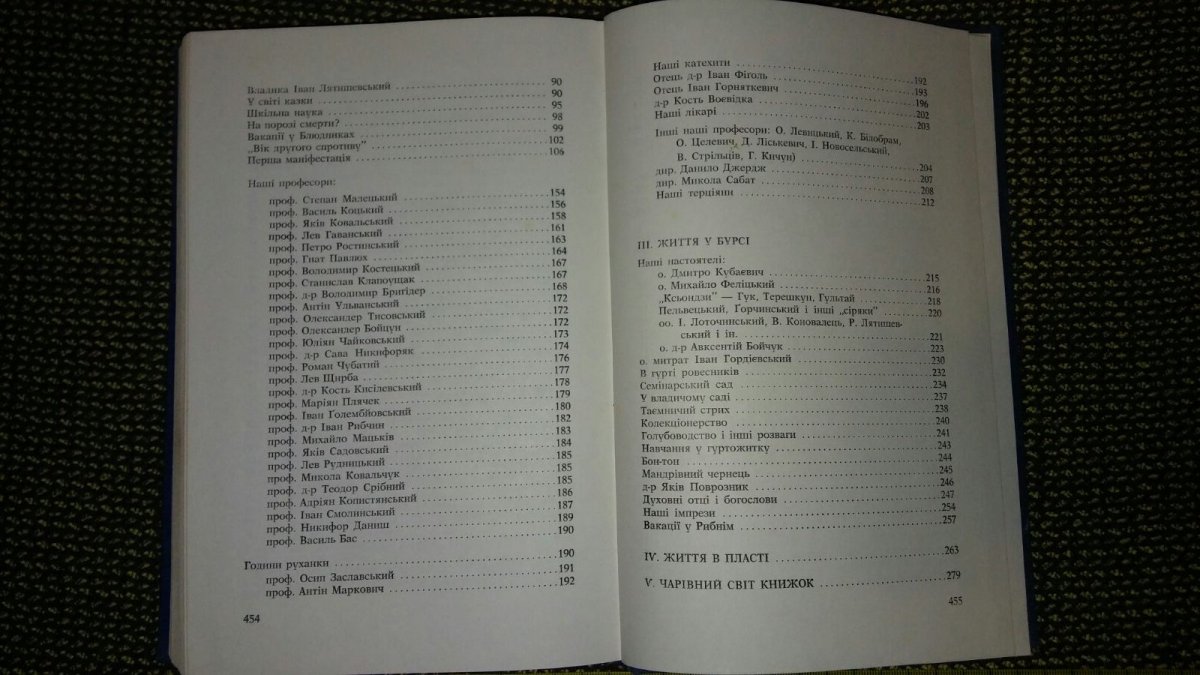 Владика Іван Лятишевський 90
У світі казки 90
Шкільна наука 95
На порозі смерти? 98
Вакації у Блюдниках 99
„Вік другого спротиву” 102
Перша маніфестація 106
Наші професори:
проф. Степан Малецький 154
проф. Василь Коцький 156
проф. Яків Ковальський 158
проф. Лев Гаванський 161
проф. Петро Ростинський 163
проф. Гнат Павлюх 164
проф. Володимир Костецький 167
проф. Станислав Клапоущак 167
проф. д-р Володимир Бригідер 168
проф. Антін Ульванський 172
проф. Олександер Тисовський 172
проф. Олександер Бойцун 172
проф. Юліян Чайковський 173
проф. д-р Сава Никифоряк 174
проф. Роман Чубатий 176
проф. Лев Щирба 177
проф. д-р Кость Кисілевський 178
проф. Маріян Плячек 179
проф. Іван Голембйовський 180
проф. д-р Іван Рибчин 182
проф. Михайло Мацьків 183
проф. Яків Садовський 184
проф. Лев Рудницький 185
проф. Микола Ковальчук 185
проф. д-р Теодор Срібний 185
проф. Адріян Копистянський 186
проф. Іван Смолинський 187
проф. Никифор Даниш 189
проф. Василь Бас 190
Години руханки 190
проф. Осип Заславський 191
проф. Антін Маркович 192
454
Наші катехити 192
Отець д-р Іван Фіголь 193
Отець Іван Горняткевич 196
д-р Кость Воєвідка 202
Наші лікарі 203
Інші наші професори: О. Левицький, К. Білобрам,
О. Целевич, Д. Ліськевич, І. Новосельський,
В. Стрільців, Г. Кичун) 204
дир. Данило Джердж 207
дир. Микола Сабат 208
Наші терціяни 212
III. ЖИТТЯ У БУРСІ
Наші настоятелі:
о. Дмитро Кубаєвич 215
о. Михайло Феліцький 216
„Ксьондзи” — Гук, Терешкун, Гультай 218
Пельвецький, Горчинський і інші „сіряки” 220
оо. І. Лоточинський, В. Коновалець, Р. Лятишев-
ський і ін. 221
о. д-р Авксентій Бойчук 223
о. митрат Іван Гордієвський 230
В гурті ровесників 232
Семінарський сад 234
У владичому саді 237
Таємничий стрих 238
Колекціонерство 240
Голубоводство і інші розваги 241
Навчання у гуртожитку 243
Бон-тон 244
Мандрівний чернець 245
д-р Яків Поврозник 246
Духовні отці і богослови 247
Наші імпрези 254
Вакації у Рибнім 257
IV. ЖИТТЯ В ПЛАСТІ 263
V. ЧАРІВНИЙ СВІТ КНИЖОК 279
455